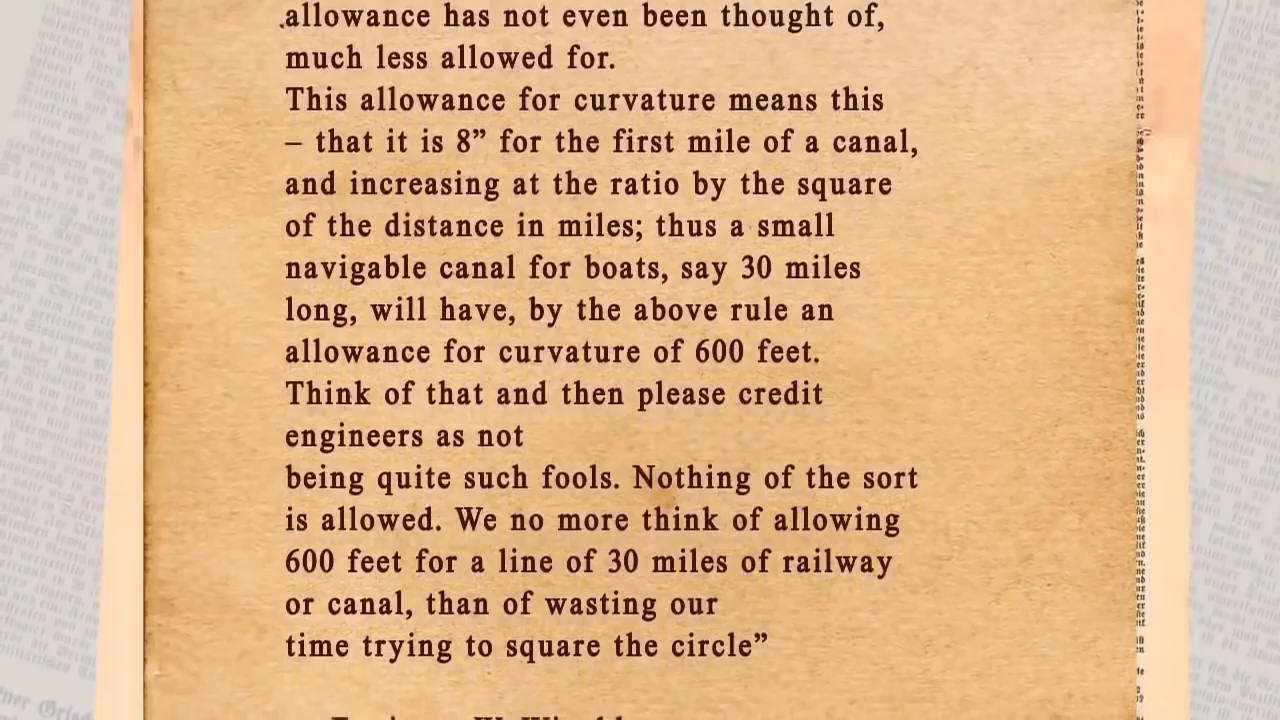 allowance has not even been thought of,
much less allowed for.
This allowance for curvature means this
– that it is 8” for the first mile of a canal,
and increasing at the ratio by the square
of the distance in miles; thus a small
navigable canal for boats, say 30 miles
long, will have, by the above rule an
allowance for curvature of 600 feet.
Think of that and then please credit
engineers as not
being quite such fools. Nothing of the sort
is allowed. We no more think of allowing
600 feet for a line of 30 miles of railway
or canal, than of wasting our
time trying to square the circle”